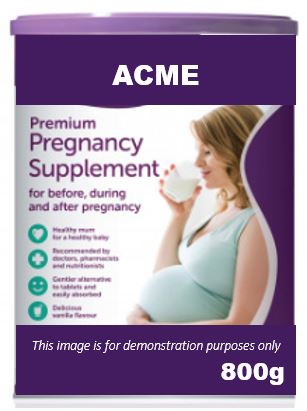 ACME
Premium
Pregnancy
Supplement
for before, during
and after pregnancy
Healthy mum
for a healthy baby
Recommended by
doctors, pharmacists
and nutritionists
Gentler alternative
to tablets and
easily absorbed
Delicious
vanilla flavour
This image is for demonstration purposes only
800g